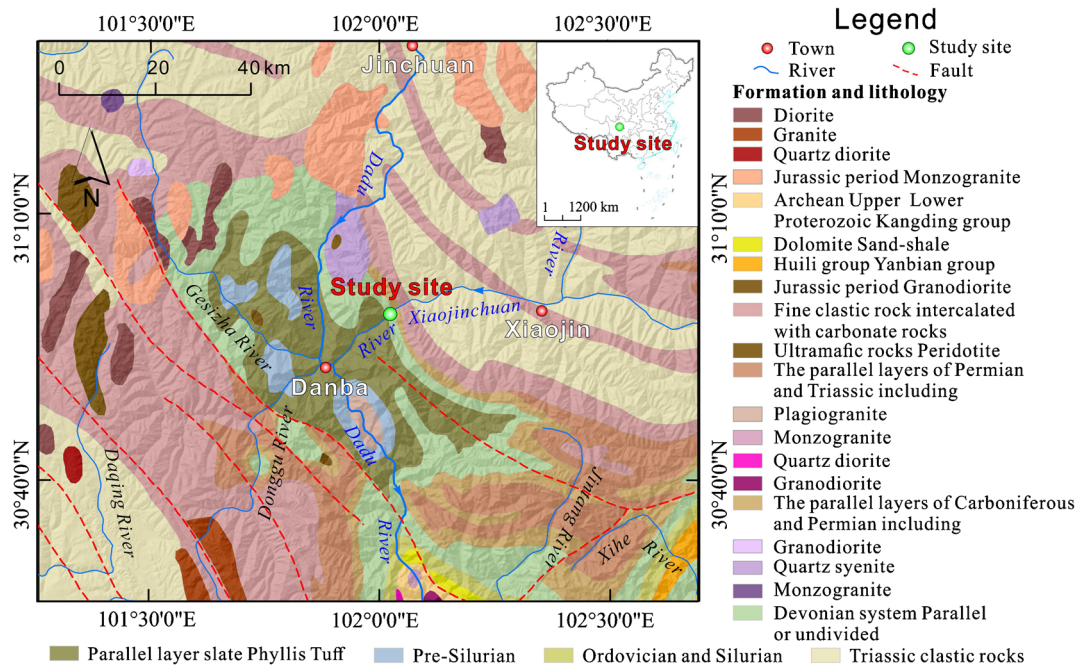 101°30'0"E
102°0'0"E
102°30'0"E
Legend
Town
Study site
River
Fault
Formation and lithology
Diorite
Granite
Quartz diorite
Jurassic period Monzogranite
Archean Upper Lower
Proterozoic Kangding group
Dolomite Sand-shale
Huili group Yanbian group
Jurassic period Granodiorite
Fine clastic rock intercalated
with carbonate rocks
Ultramafic rocks Peridotite
The parallel layers of Permian
and Triassic including
Plagiogranite
Monzogranite
Quartz diorite
Granodiorite
The parallel layers of Carboniferous
and Permian including
Granodiorite
Quartz syenite
Monzogranite
Devonian system Parallel
or undivided
Parallel layer slate Phyllis Tuff
Pre-Silurian
Ordovician and Silurian
Triassic clastic rocks
0 20 40 km
N
Jinchuan
Study site
1 1200 km
31°10'0"N
31°10'0"N
Dadu
River
River
Study site
Gesizha River
Xiaojinchuan
River
Xiaojin
Danba
Dadu
River
Donggu River
Daqing River
30°40'0"N
30°40'0"N
Jintang River
Xihe River
101°30'0"E
102°0'0"E
102°30'0"E